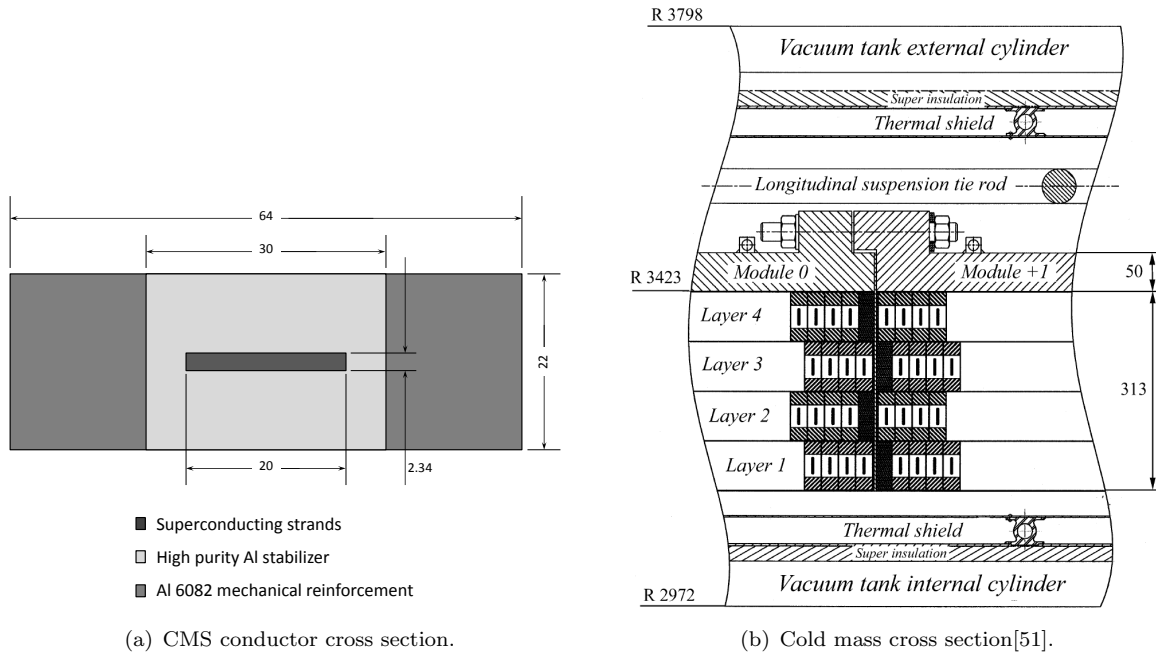 64
30
22
20
2.34
Superconducting strands
High purity Al stabilizer
Al 6082 mechanical reinforcement
(a) CMS conductor cross section.
R 3798
Vacuum tank external cylinder
Super insulation
Thermal shield
Longitudinal suspension tie rod
Module 0
Module +1
50
R 3423
Layer 4
Layer 3
313
Layer 2
Layer 1
Thermal shield
Super insulation
Vacuum tank internal cylinder
R 2972
(b) Cold mass cross section[51].